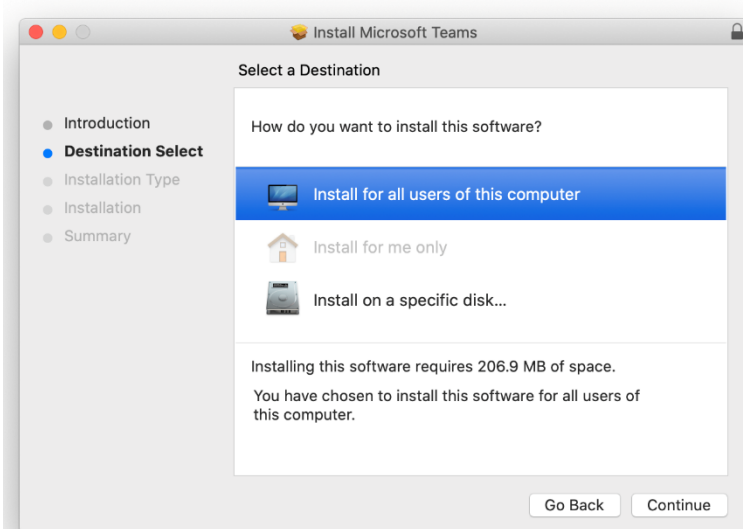 Install Microsoft Teams
Select a Destination
Introduction
Destination Select
Installation Type
Installation
Summary
How do you want to install this software?
Install for all users of this computer
Install for me only
Install on a specific disk...
Installing this software requires 206.9 MB of space.
You have chosen to install this software for all users of
this computer.
Go Back
Continue